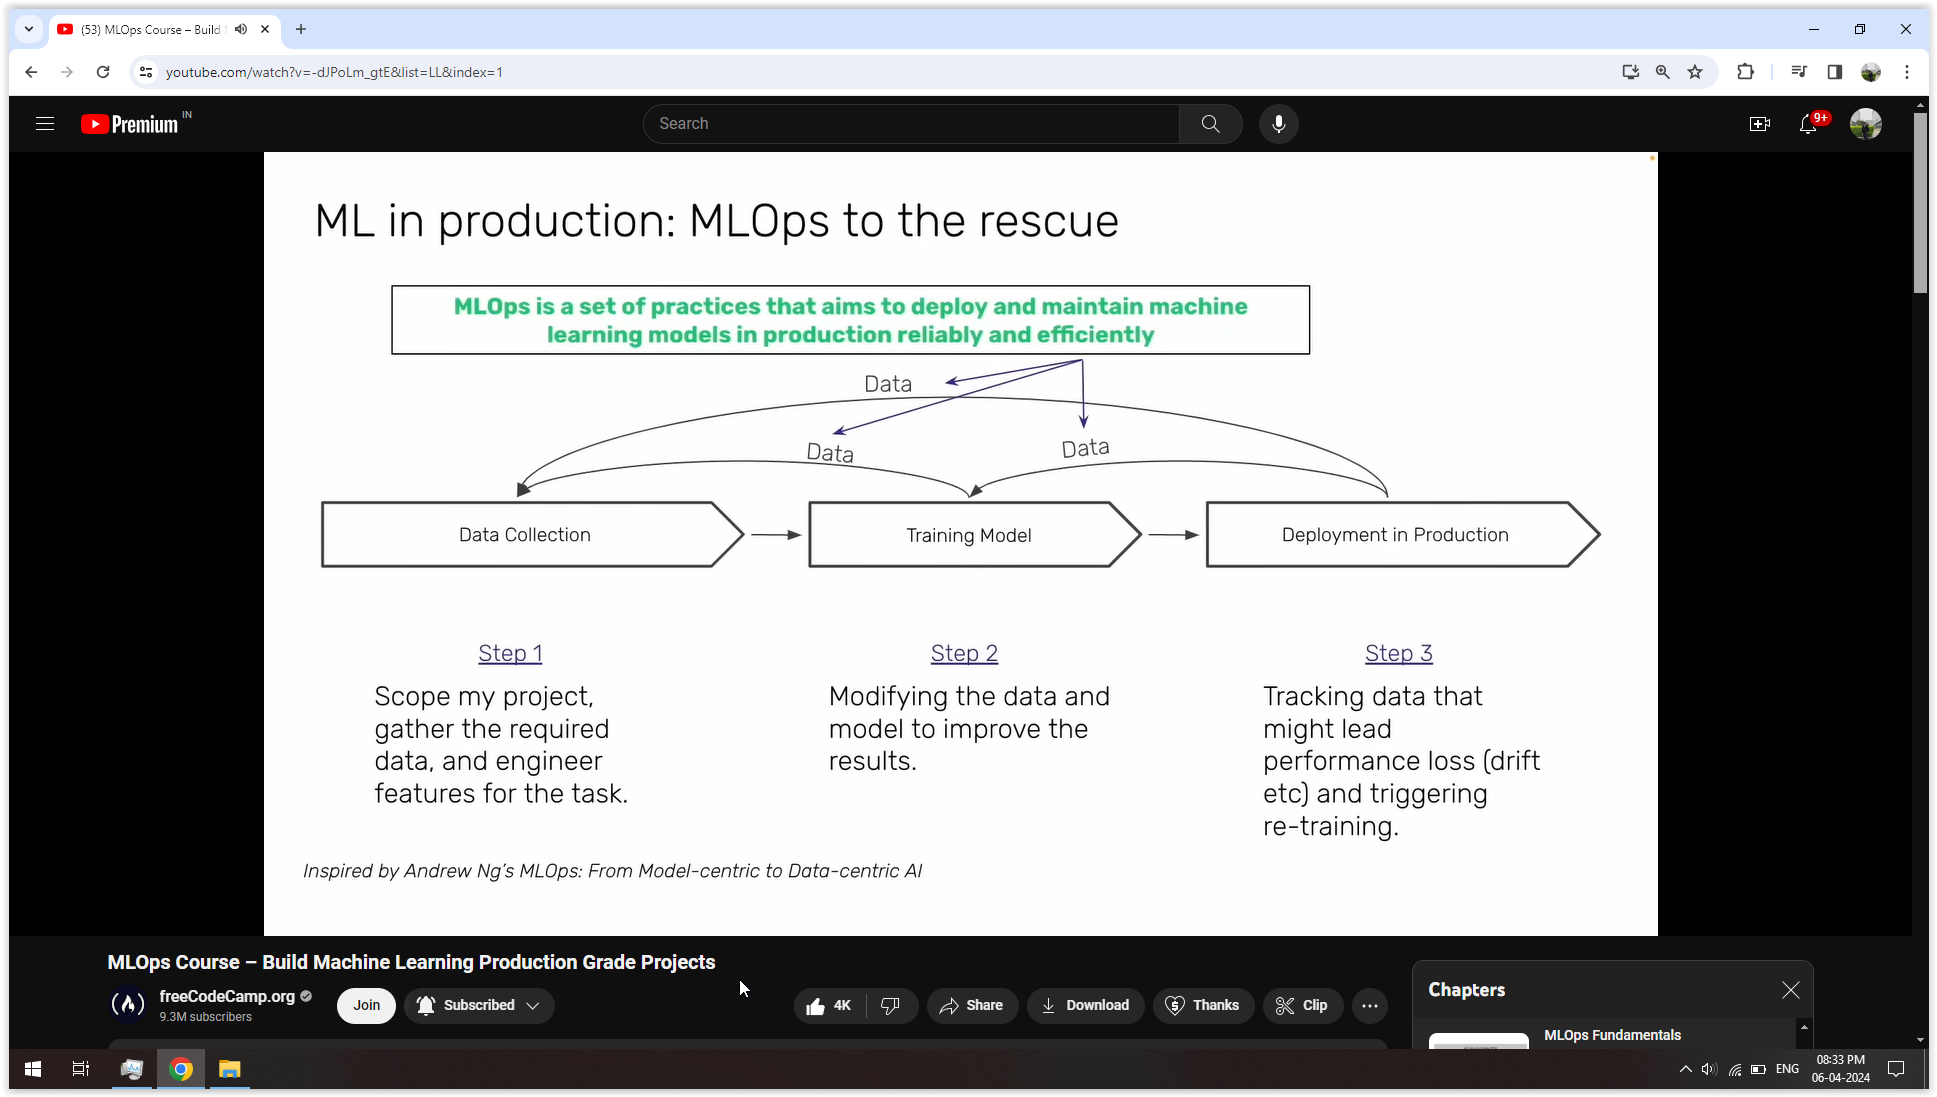 (53) MLOps Course – Build
youtube.com/watch?v=-dJPoLm_gtE&list=LL&index=1
Premium IN
Search
9+
ML in production: MLOps to the rescue
MLOps is a set of practices that aims to deploy and maintain machine
learning models in production reliably and efficiently
Data
Data
Data
Data Collection
Training Model
Deployment in Production
Step 1
Scope my project,
gather the required
data, and engineer
features for the task.
Step 2
Modifying the data and
model to improve the
results.
Step 3
Tracking data that
might lead
performance loss (drift
etc) and triggering
re-training.
Inspired by Andrew Ng's MLOps: From Model-centric to Data-centric AI
MLOps Course – Build Machine Learning Production Grade Projects
freeCodeCamp.org
9.3M subscribers
Join
Subscribed
4K
Share
Download
Thanks
Clip
Chapters
MLOps Fundamentals
ENG
08:33 PM
06-04-2024